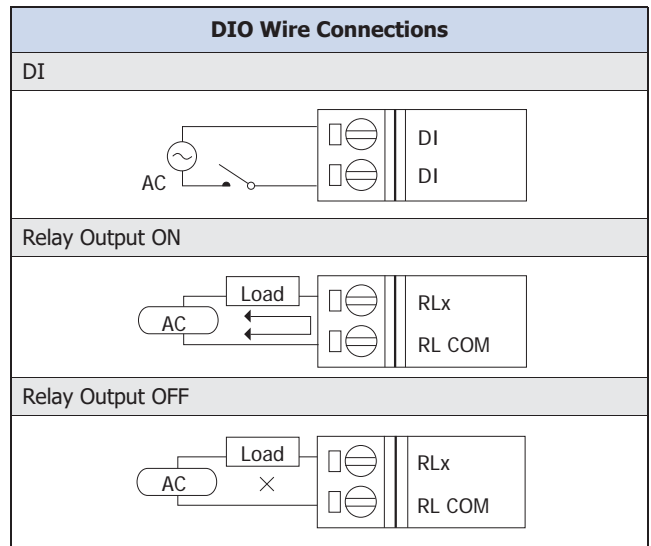 DIO Wire Connections
DI
DI
AC
DI
Relay Output ON
Load
RLx
AC
RL COM
Relay Output OFF
Load
RLx
AC
RL COM